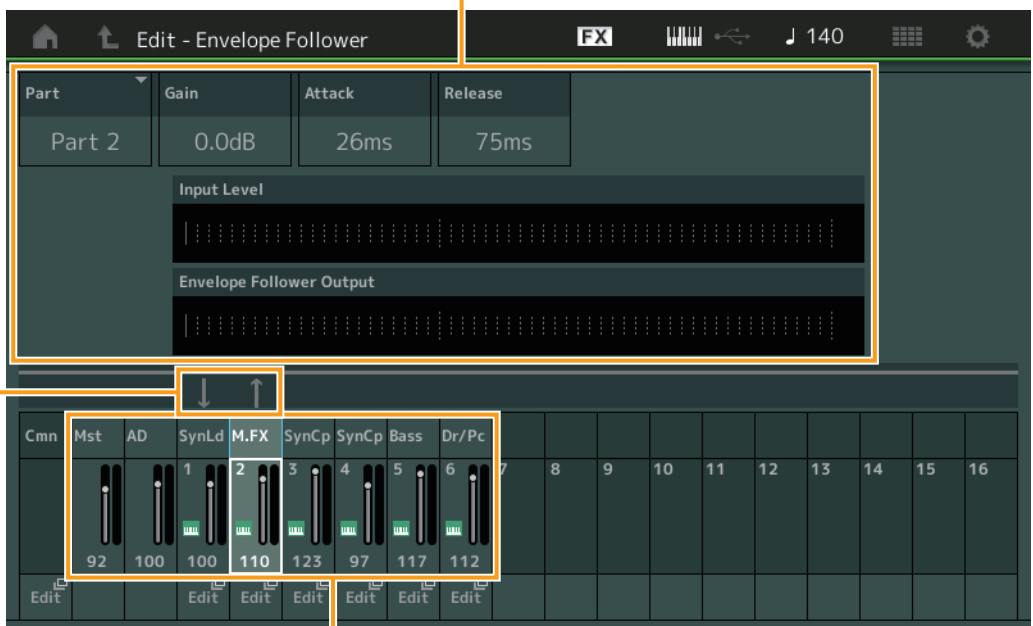 Edit - Envelope Follower FX 140
Part Gain Attack Release
Part 2 0.0dB 26ms 75ms
Input Level
Envelope Follower Output
Cmn Mst AD SynLd M.FX SynCp SynCp Bass Dr/Pc
1 2 3 4 5 6 7 8 9 10 11 12 13 14 15 16
92 100 100 110 123 97 117 112
Edit Edit Edit Edit Edit Edit Edit